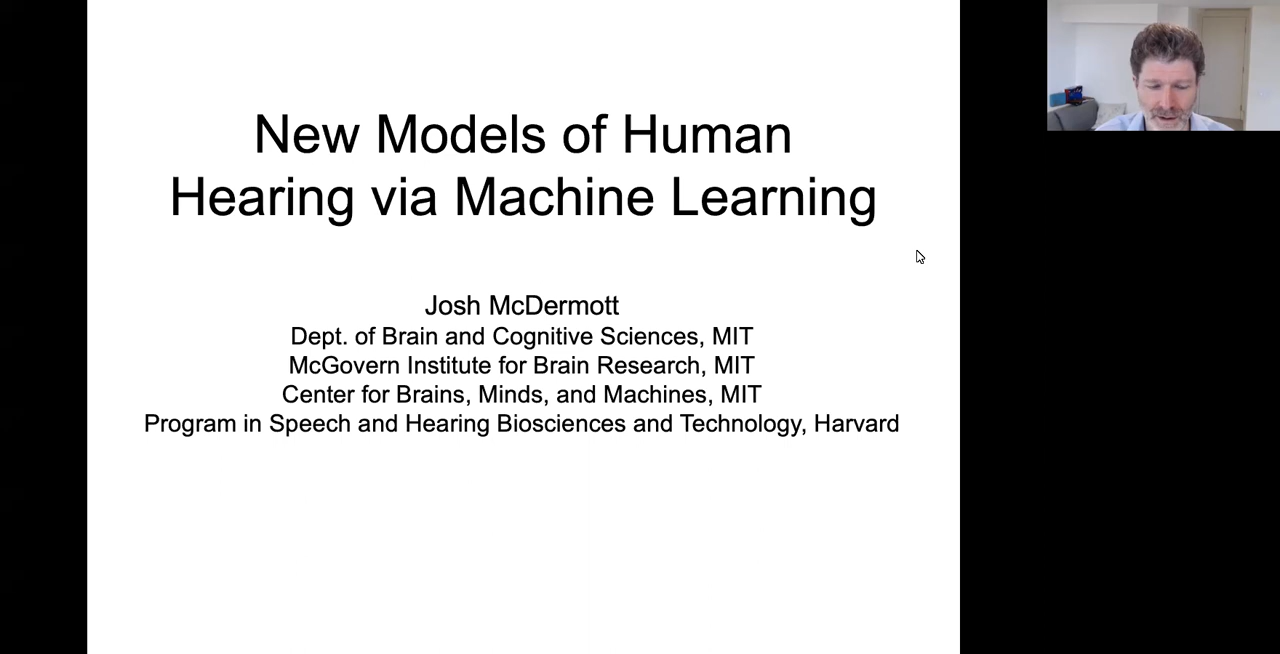 New Models of Human
Hearing via Machine Learning
Josh McDermott
Dept. of Brain and Cognitive Sciences, MIT
McGovern Institute for Brain Research, MIT
Center for Brains, Minds, and Machines, MIT
Program in Speech and Hearing Biosciences and Technology, Harvard